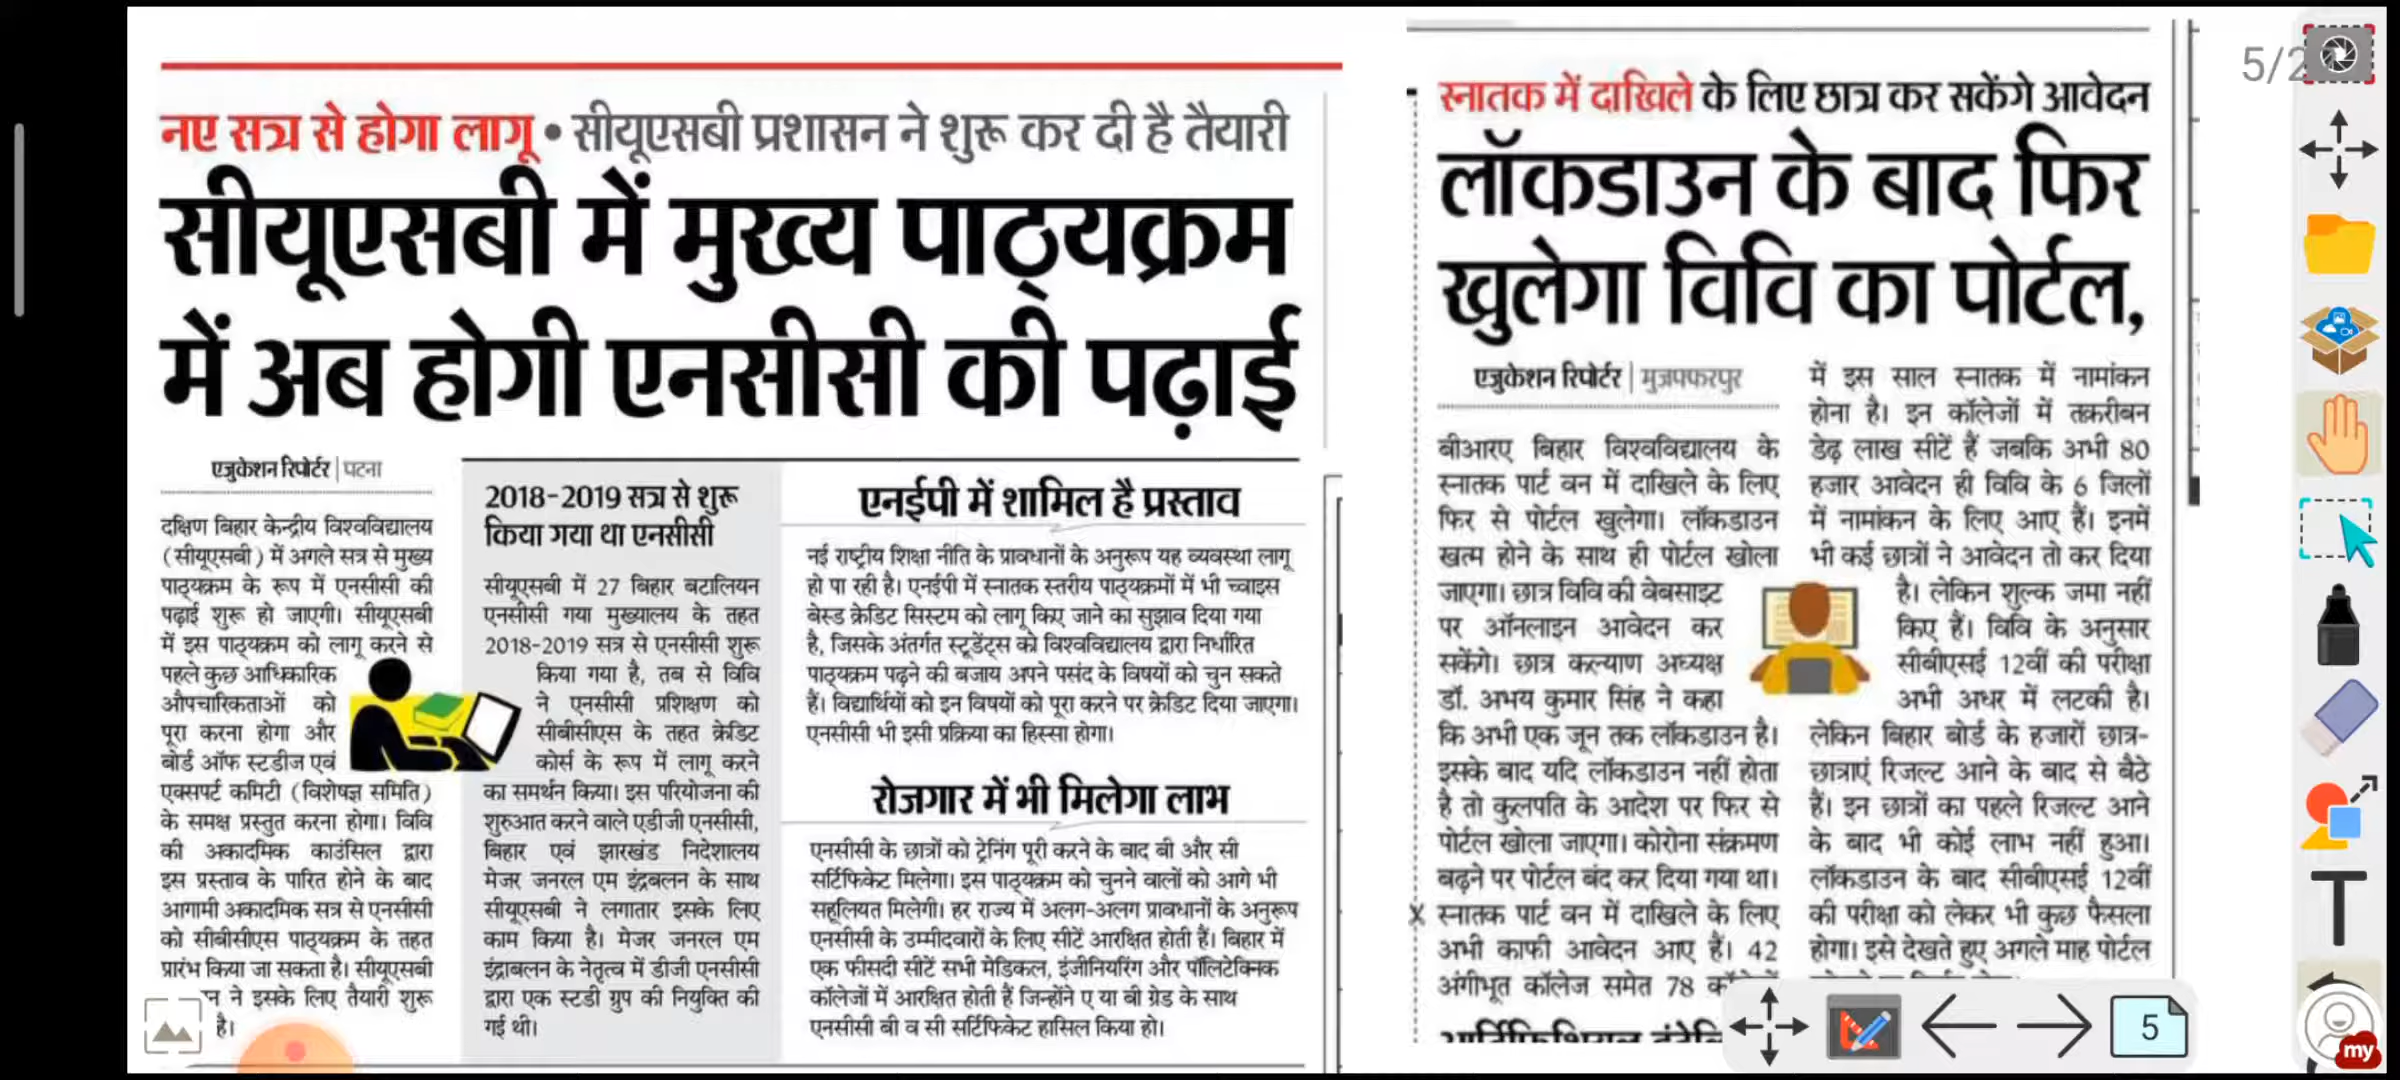 नए सत्र से होगा लागू • सीयूएसबी प्रशासन ने शुरू कर दी है तैयारी
सीयूएसबी में मुख्य पाठ्यक्रम
में अब होगी एनसीसी की पढ़ाई
एजुकेशन रिपोर्टर | पटना
दक्षिण बिहार केन्द्रीय विश्वविद्यालय
(सीयूएसबी) में अगले सत्र से मुख्य
पाठ्यक्रम के रूप में एनसीसी की
पढ़ाई शुरू हो जाएगी। सीयूएसबी
में इस पाठ्यक्रम को लागू करने से
पहले कुछ आधिकारिक
औपचारिकताओं को
पूरा करना होगा और
बोर्ड ऑफ स्टडीज एवं
एक्सपर्ट कमिटी (विशेषज्ञ समिति)
के समक्ष प्रस्तुत करना होगा। विवि
की अकादमिक काउंसिल द्वारा
इस प्रस्ताव के पारित होने के बाद
आगामी अकादमिक सत्र से एनसीसी
को सीबीसीएस पाठ्यक्रम के तहत
प्रारंभ किया जा सकता है। सीयूएसबी
ने इसके लिए तैयारी शुरू
है।
2018-2019 सत्र से शुरू
किया गया था एनसीसी
सीयूएसबी में 27 बिहार बटालियन
एनसीसी गया मुख्यालय के तहत
2018-2019 सत्र से एनसीसी शुरू
किया गया है, तब से विवि
ने एनसीसी प्रशिक्षण को
सीबीसीएस के तहत क्रेडिट
कोर्स के रूप में लागू करने
का समर्थन किया। इस परियोजना की
शुरुआत करने वाले एडीजी एनसीसी,
बिहार एवं झारखंड निदेशालय
मेजर जनरल एम इंद्रबलन के साथ
सीयूएसबी ने लगातार इसके लिए
काम किया है। मेजर जनरल एम
इंद्राबलन के नेतृत्व में डीजी एनसीसी
द्वारा एक स्टडी ग्रुप की नियुक्ति की
गई थी।
एनईपी में शामिल है प्रस्ताव
नई राष्ट्रीय शिक्षा नीति के प्रावधानों के अनुरूप यह व्यवस्था लागू
हो पा रही है। एनईपी में स्नातक स्तरीय पाठ्यक्रमों में भी च्वाइस
बेस्ड क्रेडिट सिस्टम को लागू किए जाने का सुझाव दिया गया
है, जिसके अंतर्गत स्टूडेंट्स को विश्वविद्यालय द्वारा निर्धारित
पाठ्यक्रम पढ़ने की बजाय अपने पसंद के विषयों को चुन सकते
हैं। विद्यार्थियों को इन विषयों को पूरा करने पर क्रेडिट दिया जाएगा।
एनसीसी भी इसी प्रक्रिया का हिस्सा होगा।
रोजगार में भी मिलेगा लाभ
एनसीसी के छात्रों को ट्रेनिंग पूरी करने के बाद बी और सी
सर्टिफिकेट मिलेगा। इस पाठ्यक्रम को चुनने वालों को आगे भी
सहूलियत मिलेगी। हर राज्य में अलग-अलग प्रावधानों के अनुरूप
एनसीसी के उम्मीदवारों के लिए सीटें आरक्षित होती हैं। बिहार में
एक फीसदी सीटें सभी मेडिकल, इंजीनियरिंग और पॉलिटेक्निक
कॉलेजों में आरक्षित होती हैं जिन्होंने ए या बी ग्रेड के साथ
एनसीसी बी व सी सर्टिफिकेट हासिल किया हो।
स्नातक में दाखिले के लिए छात्र कर सकेंगे आवेदन
लॉकडाउन के बाद फिर
खुलेगा विवि का पोर्टल,
एजुकेशन रिपोर्टर | मुजफ्फरपुर
बीआरए बिहार विश्वविद्यालय के
स्नातक पार्ट वन में दाखिले के लिए
फिर से पोर्टल खुलेगा। लॉकडाउन
खत्म होने के साथ ही पोर्टल खोला
जाएगा। छात्र विवि की वेबसाइट
पर ऑनलाइन आवेदन कर
सकेंगे। छात्र कल्याण अध्यक्ष
डॉ. अभय कुमार सिंह ने कहा
कि अभी एक जून तक लॉकडाउन है।
इसके बाद यदि लॉकडाउन नहीं होता
है तो कुलपति के आदेश पर फिर से
पोर्टल खोला जाएगा। कोरोना संक्रमण
बढ़ने पर पोर्टल बंद कर दिया गया था।
स्नातक पार्ट वन में दाखिले के लिए
अभी काफी आवेदन आए हैं। 42
अंगीभूत कॉलेज समेत 78
में इस साल स्नातक में नामांकन
होना है। इन कॉलेजों में तक़रीबन
डेढ़ लाख सीटें हैं जबकि अभी 80
हजार आवेदन ही विवि के 6 जिलों
में नामांकन के लिए आए हैं। इनमें
भी कई छात्रों ने आवेदन तो कर दिया
है। लेकिन शुल्क जमा नहीं
किए हैं। विवि के अनुसार
सीबीएसई 12वीं की परीक्षा
अभी अधर में लटकी है।
लेकिन बिहार बोर्ड के हजारों छात्र-
छात्राएं रिजल्ट आने के बाद से बैठे
हैं। इन छात्रों का पहले रिजल्ट आने
के बाद भी कोई लाभ नहीं हुआ।
लॉकडाउन के बाद सीबीएसई 12वीं
की परीक्षा को लेकर भी कुछ फैसला
होगा। इसे देखते हुए अगले माह पोर्टल
5/2
5
my